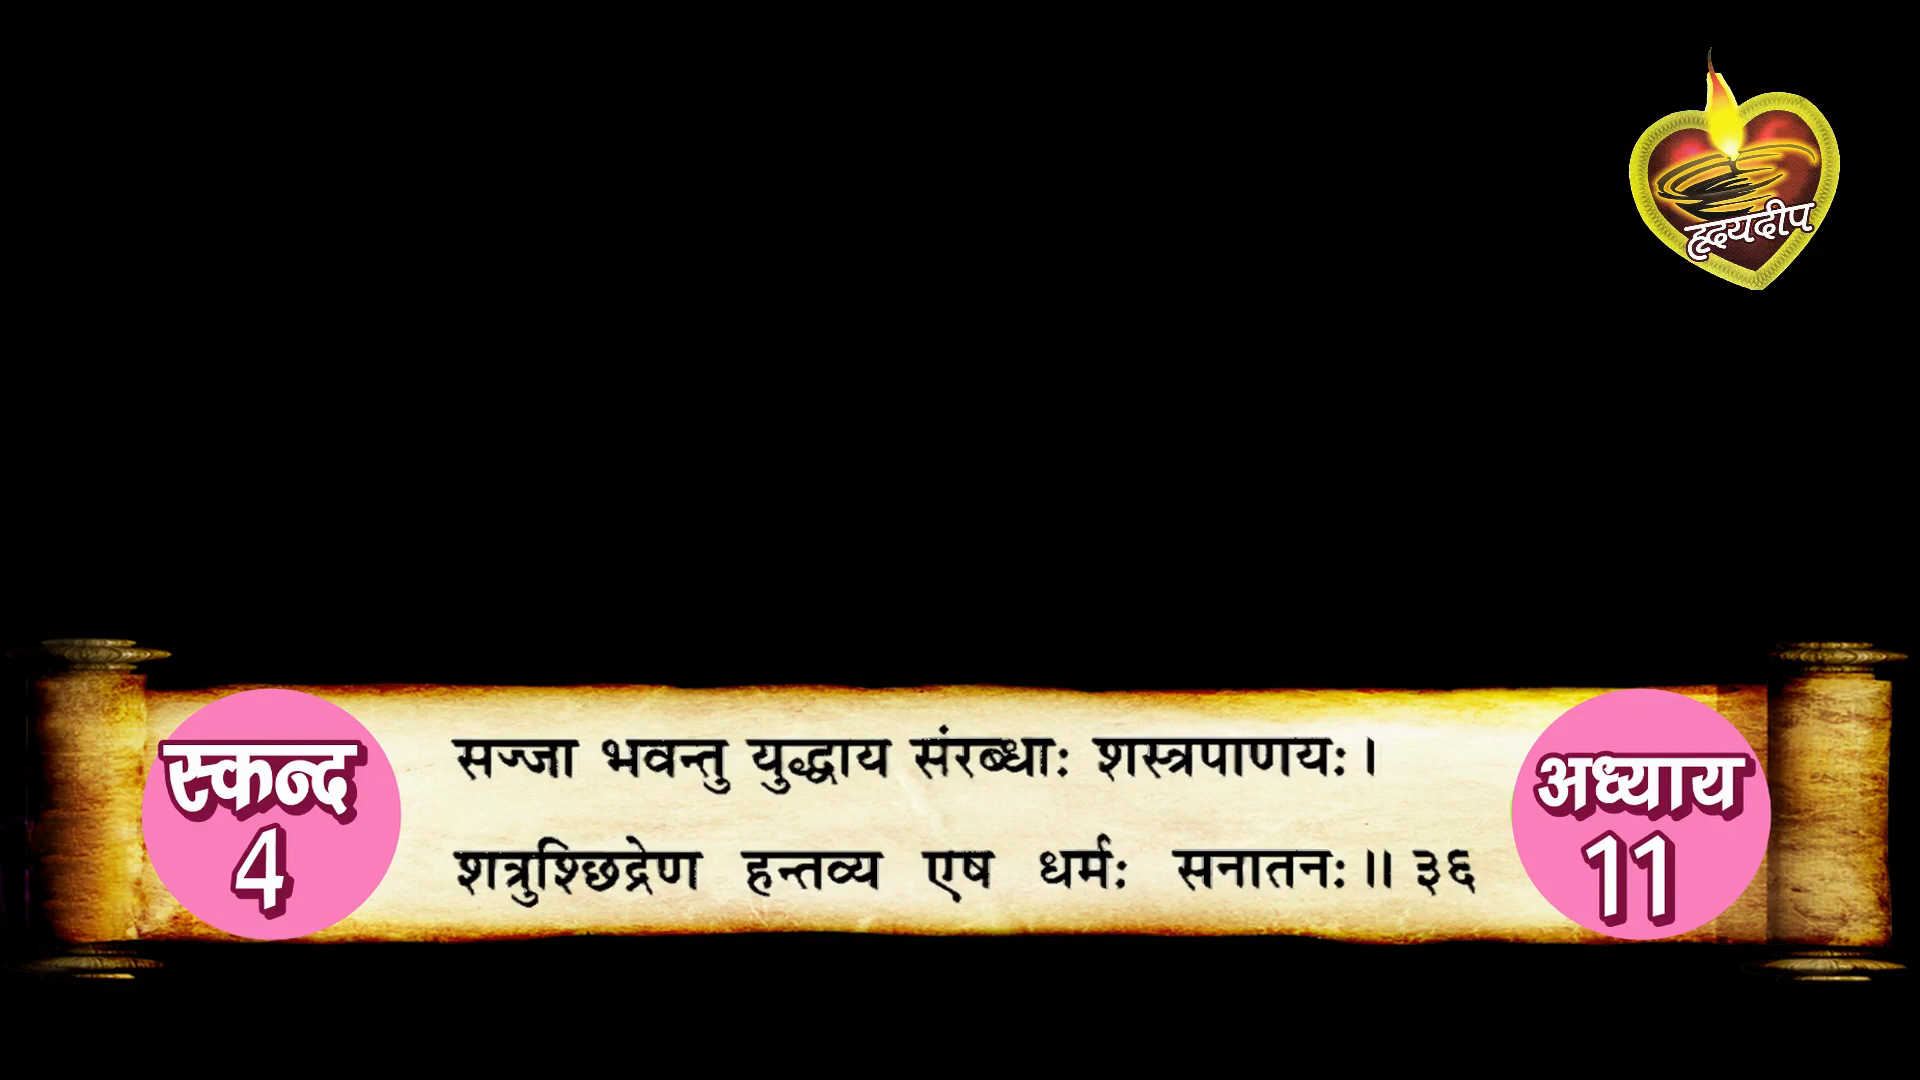 हृदयदीप
स्कन्द
4
सज्जा भवन्तु युद्धाय संरब्धाः शस्त्रपाणयः।
शत्रुश्छिद्रेण हन्तव्य एष धर्मः सनातनः॥ ३६
अध्याय
11